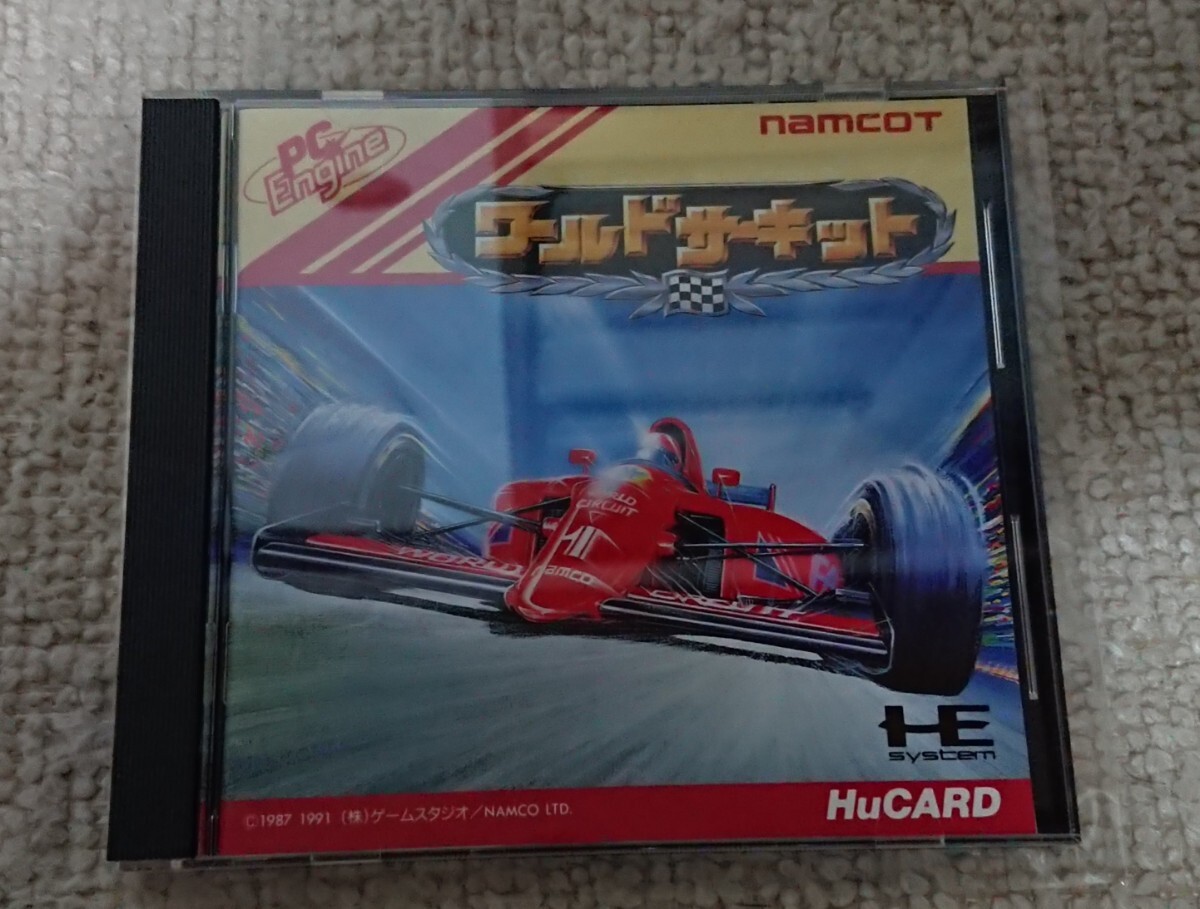 PC Engine
namcot
ワールドサーキット
WORLD
CIRCUIT
namco
WORLD
CIRCUIT
HE
system
©1987 1991 (株)ゲームスタジオ/NAMCO LTD.
HuCARD